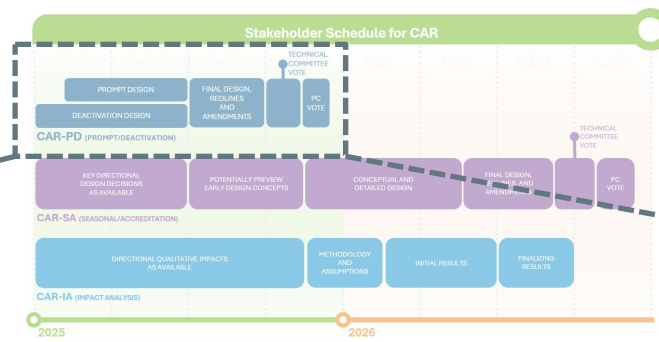 Stakeholder Schedule for CAR
TECHNICAL
COMMITTEE
VOTE
PROMPT DESIGN
DEACTIVATION DESIGN
FINAL DESIGN,
REDLINES
AND
AMENDMENTS
PC
VOTE
CAR-PD (PROMPT/DEACTIVATION)
TECHNICAL
COMMITTEE
VOTE
KEY DIRECTIONAL
DESIGN DECISIONS
AS AVAILABLE
POTENTIALLY PREVIEW
EARLY DESIGN CONCEPTS
CONCEPTUAL AND
DETAILED DESIGN
FINAL DESIGN,
REDLINES AND
AMENDMENTS
PC
VOTE
CAR-SA (SEASONAL/ACCREDITATION)
DIRECTIONAL QUALITATIVE IMPACTS
AS AVAILABLE
METHODOLOGY
AND
ASSUMPTIONS
INITIAL RESULTS
FINALIZING
RESULTS
CAR-IA (IMPACT ANALYSIS)
2025
2026